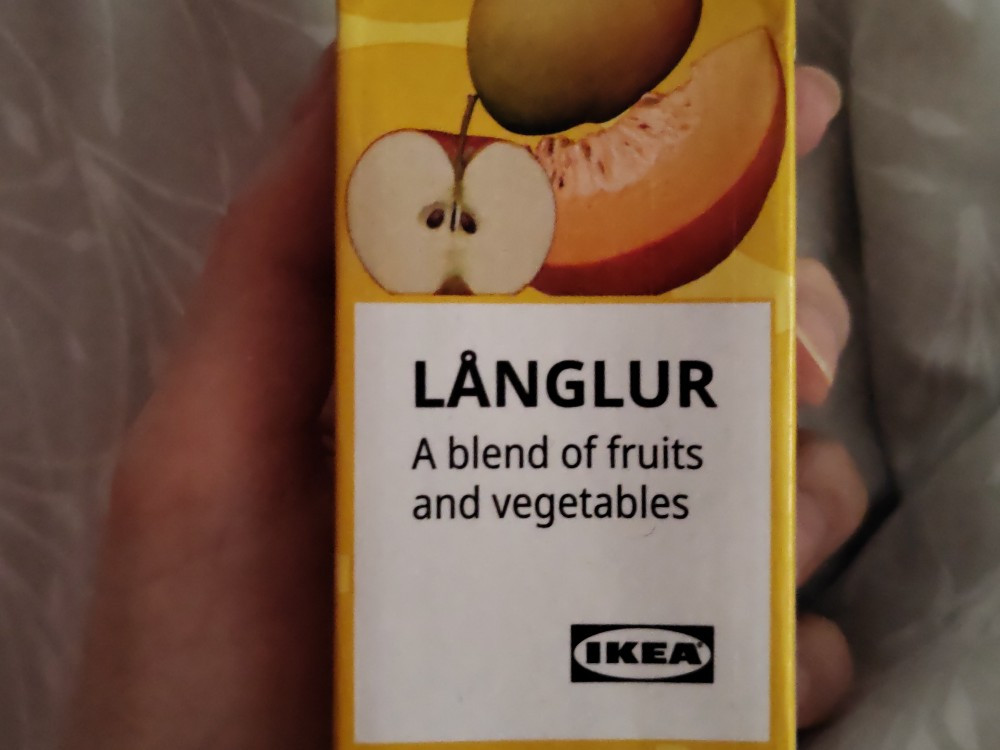 LÅNGLUR
A blend of fruits
and vegetables
IKEA